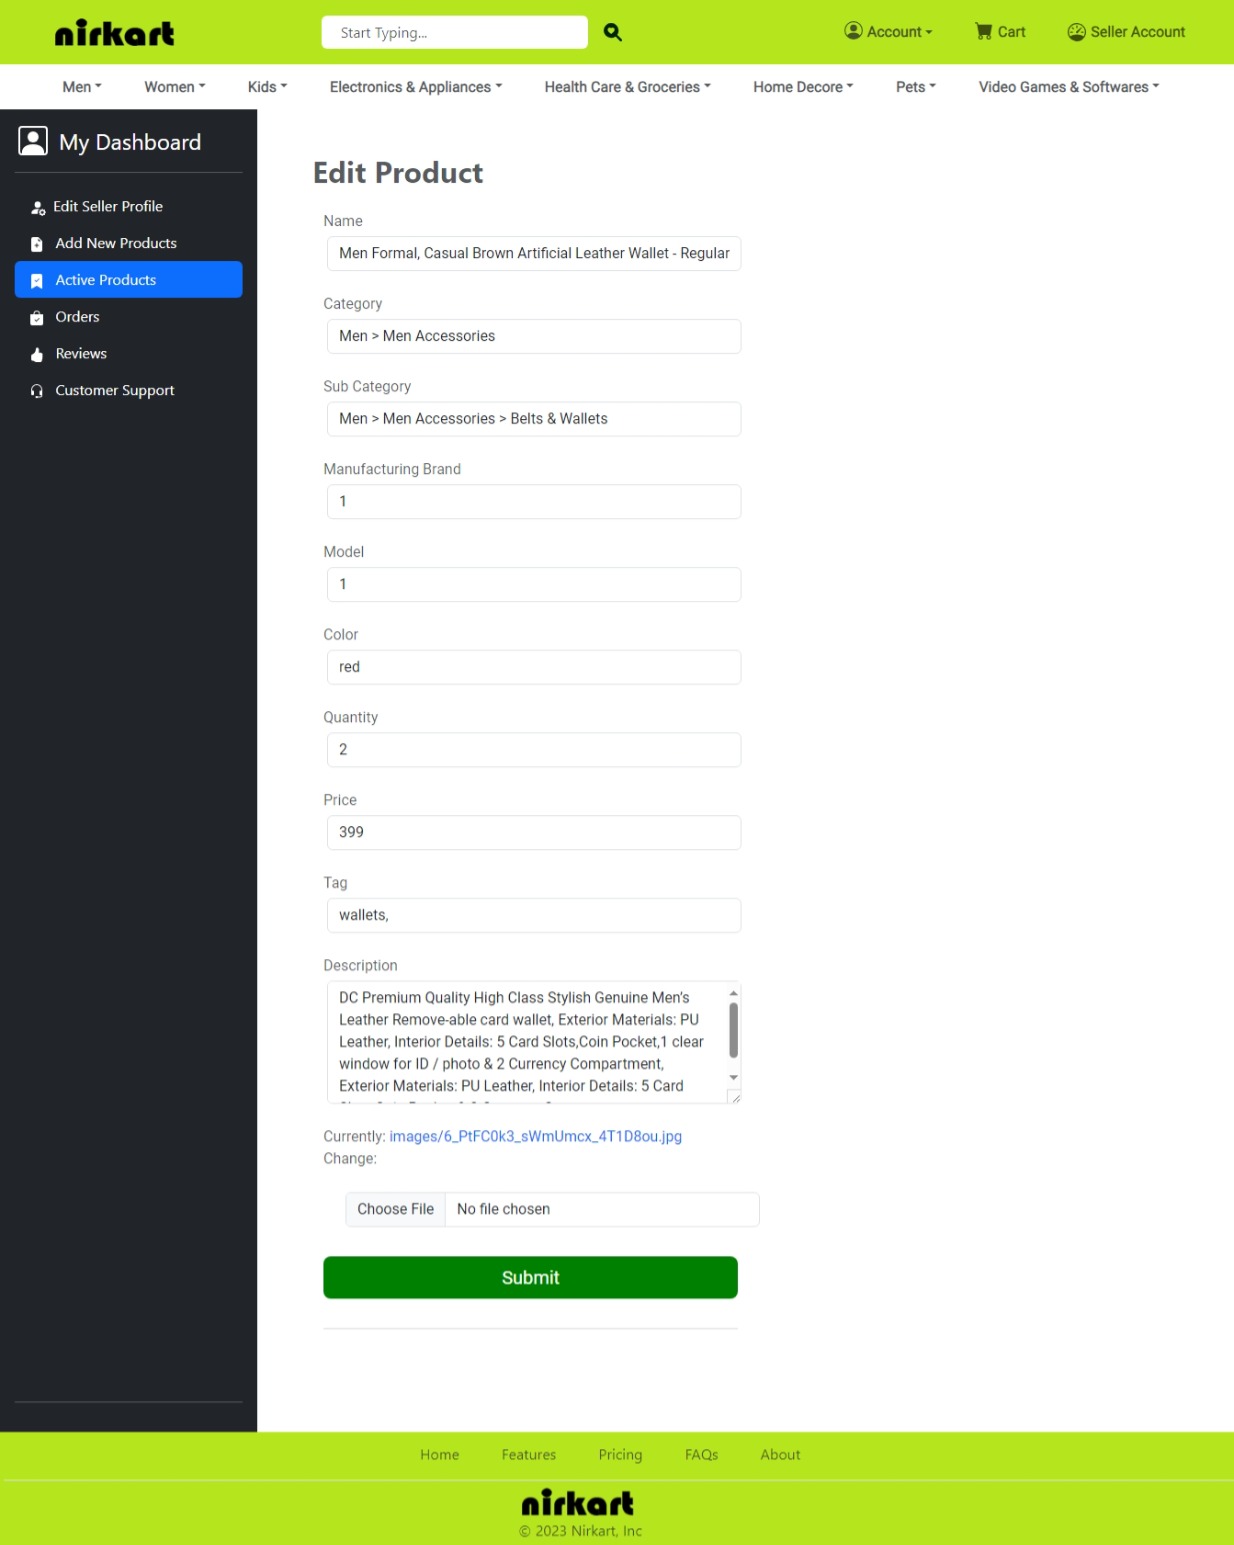 nirkart
Start Typing...
Account
Cart
Seller Account
Men
Women
Kids
Electronics & Appliances
Health Care & Groceries
Home Decore
Pets
Video Games & Softwares
My Dashboard
Edit Seller Profile
Add New Products
Active Products
Orders
Reviews
Customer Support
Edit Product
Name
Men Formal, Casual Brown Artificial Leather Wallet - Regular
Category
Men > Men Accessories
Sub Category
Men > Men Accessories > Belts & Wallets
Manufacturing Brand
1
Model
1
Color
red
Quantity
2
Price
399
Tag
wallets,
Description
DC Premium Quality High Class Stylish Genuine Men's
Leather Remove-able card wallet, Exterior Materials: PU
Leather, Interior Details: 5 Card Slots,Coin Pocket,1 clear
window for ID / photo & 2 Currency Compartment,
Exterior Materials: PU Leather, Interior Details: 5 Card
Currently: images/6_PtFC0k3_sWmUmcx_4T1D8ou.jpg
Change:
Choose File No file chosen
Submit
Home
Features
Pricing
FAQs
About
nirkart
© 2023 Nirkart, Inc